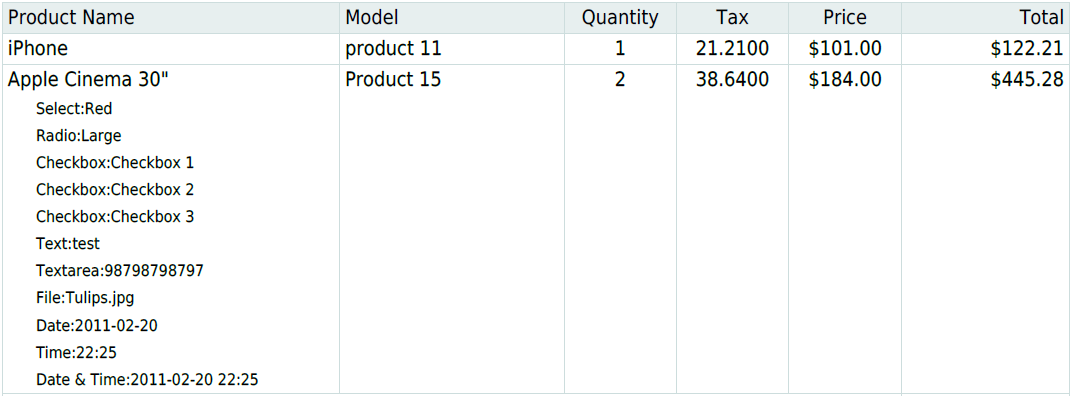 Product Name Model Quantity Tax Price Total
iPhone product 11 1 21.2100 $101.00 $122.21
Apple Cinema 30" Product 15 2 38.6400 $184.00 $445.28
Select:Red
Radio:Large
Checkbox:Checkbox 1
Checkbox:Checkbox 2
Checkbox:Checkbox 3
Text:test
Textarea:98798798797
File:Tulips.jpg
Date:2011-02-20
Time:22:25
Date & Time:2011-02-20 22:25